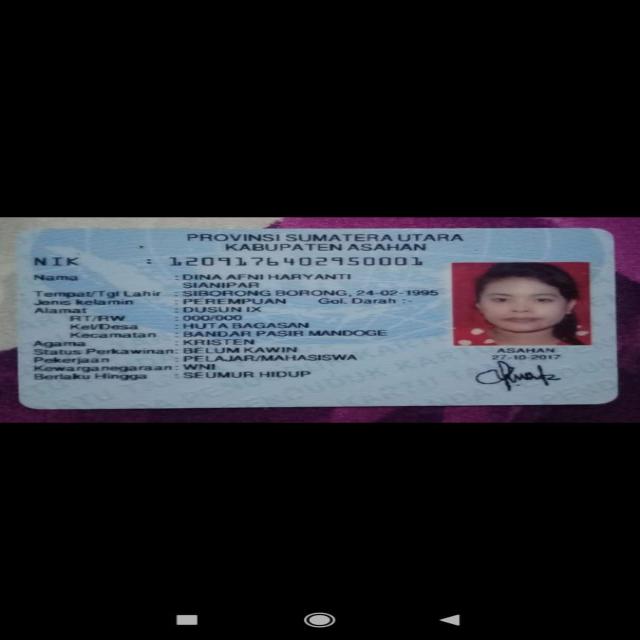 PROVINSI SUMATERA UTARA
KABUPATEN ASAHAN
NIK : 1209176402950001
Nama : DINA AFNI HARYANTI
SIANIPAR
Tempat/Tgl Lahir : SIBORONG BORONG, 24-02-1995
Jenis kelamin : PEREMPUAN Gol. Darah : -
Alamat : DUSUN IX
RT/RW : 000/000
Kel/Desa : HUTA BAGASAN
Kecamatan : BANDAR PASIR MANDOGE
Agama : KRISTEN
Status Perkawinan: BELUM KAWIN
Pekerjaan : PELAJAR/MAHASISWA
Kewarganegaraan: WNI
Berlaku Hingga : SEUMUR HIDUP
ASAHAN
27-10-2017